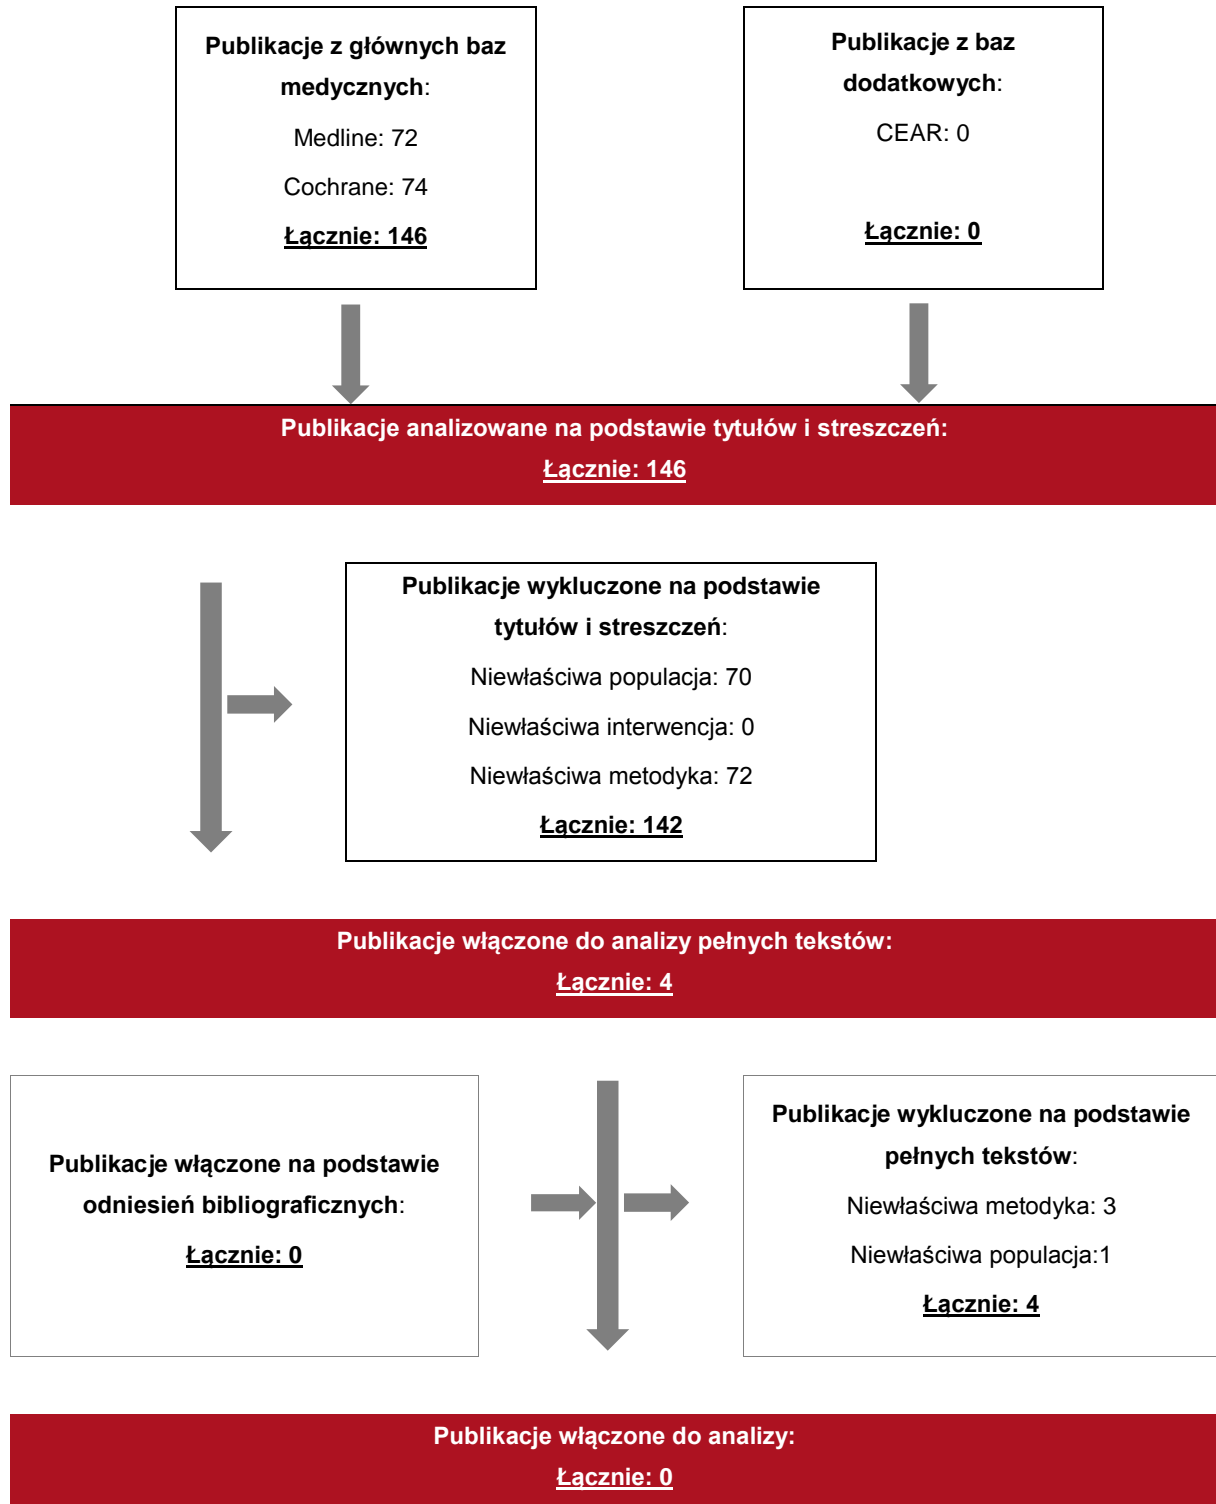 Publikacje z głównych baz
medycznych:
Medline: 72
Cochrane: 74
Łącznie: 146
Publikacje z baz
dodatkowych:
CEAR: 0
Łącznie: 0
Publikacje analizowane na podstawie tytułów i streszczeń:
Łącznie: 146
Publikacje wykluczone na podstawie
tytułów i streszczeń:
Niewłaściwa populacja: 70
Niewłaściwa interwencja: 0
Niewłaściwa metodyka: 72
Łącznie: 142
Publikacje włączone do analizy pełnych tekstów:
Łącznie: 4
Publikacje włączone na podstawie
odniesień bibliograficznych:
Łącznie: 0
Publikacje wykluczone na podstawie
pełnych tekstów:
Niewłaściwa metodyka: 3
Niewłaściwa populacja:1
Łącznie: 4
Publikacje włączone do analizy:
Łącznie: 0